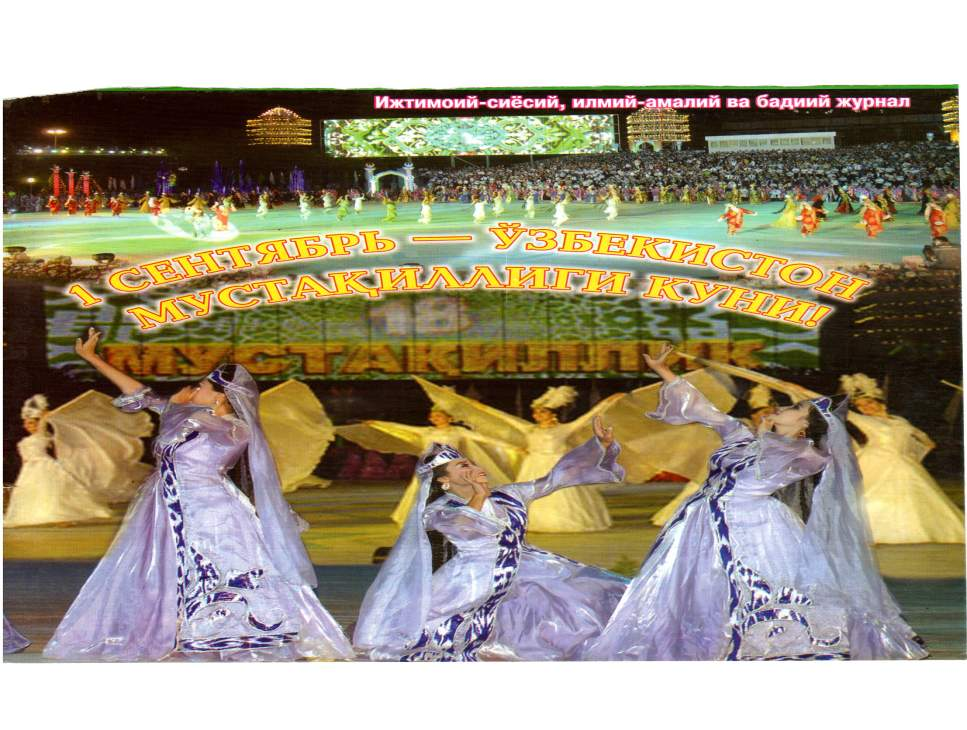 Ижтимоий-сиёсий, илмий-амалий ва бадиий журнал
1 СЕНТЯБРЬ — ЎЗБЕКИСТОН
МУСТАҚИЛЛИГИ КУНИ!
18
МУСТАҚИЛЛИК